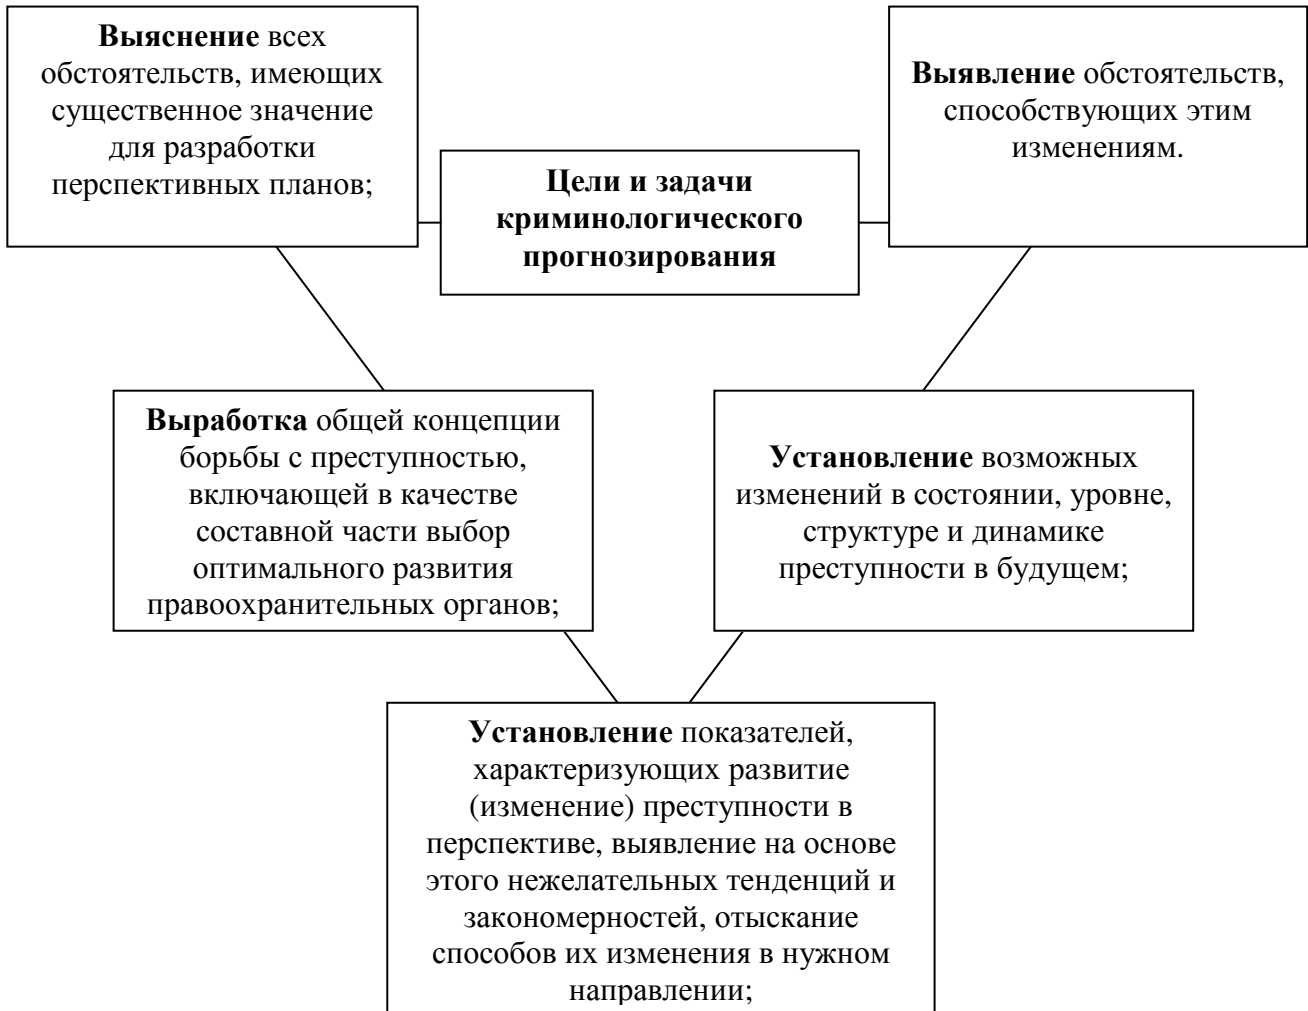 Выяснение всех
обстоятельств, имеющих
существенное значение
для разработки
перспективных планов;
Цели и задачи
криминологического
прогнозирования
Выявление обстоятельств,
способствующих этим
изменениям.
Выработка общей концепции
борьбы с преступностью,
включающей в качестве
составной части выбор
оптимального развития
правоохранительных органов;
Установление возможных
изменений в состоянии, уровне,
структуре и динамике
преступности в будущем;
Установление показателей,
характеризующих развитие
(изменение) преступности в
перспективе, выявление на основе
этого нежелательных тенденций и
закономерностей, отыскание
способов их изменения в нужном
направлении;